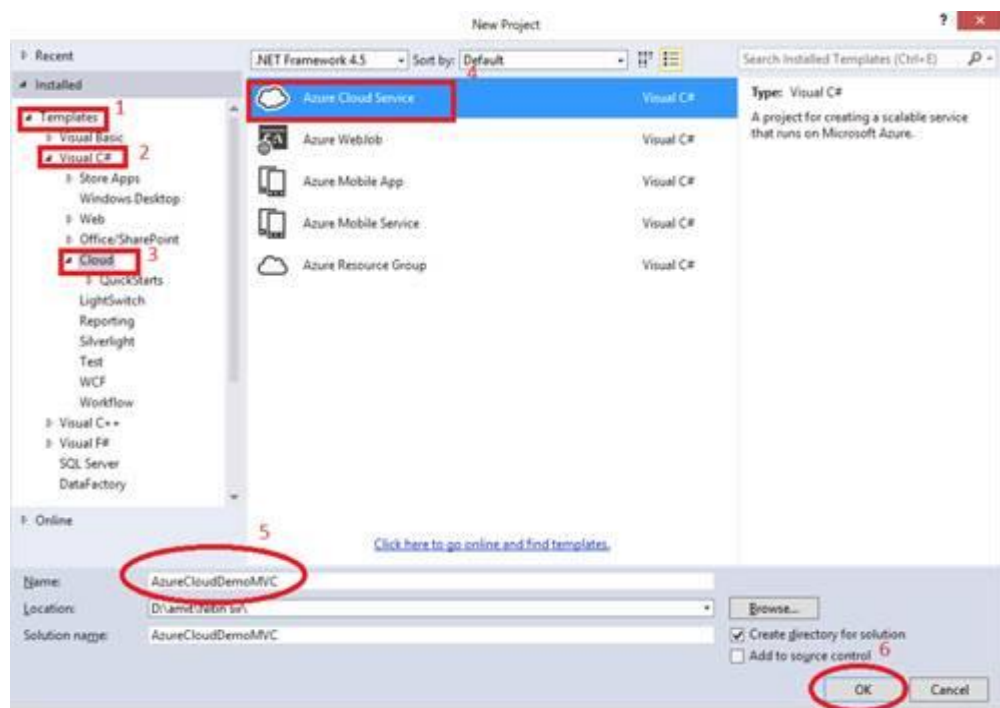 New Project
?
Recent
Installed
Templates
1
Visual Basic
Visual C#
2
Store Apps
Windows Desktop
Web
Office/SharePoint
Cloud
3
QuickStarts
LightSwitch
Reporting
Silverlight
Test
WCF
Workflow
Visual C++
Visual F#
SQL Server
DataFactory
Online
.NET Framework 4.5
Sort by: Default
4
Azure Cloud Service Visual C#
Azure WebJob Visual C#
Azure Mobile App Visual C#
Azure Mobile Service Visual C#
Azure Resource Group Visual C#
Click here to go online and find templates.
Search Installed Templates (Ctrl+E)
Type: Visual C#
A project for creating a scalable service
that runs on Microsoft Azure.
5
Name: AzureCloudDemoMVC
Location: D:\amit\
Browse...
Solution name: AzureCloudDemoMVC
Create directory for solution
Add to source control
6
OK
Cancel